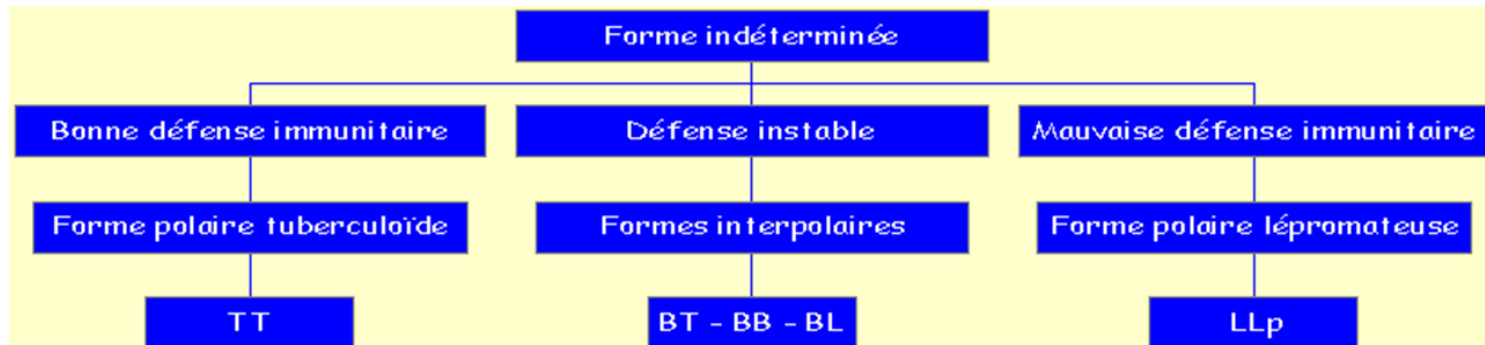 Forme indéterminée
Bonne défense immunitaire
Défense instable
Mauvaise défense immunitaire
Forme polaire tuberculoïde
Formes interpolaires
Forme polaire lépromateuse
TT
BT - BB - BL
LLp